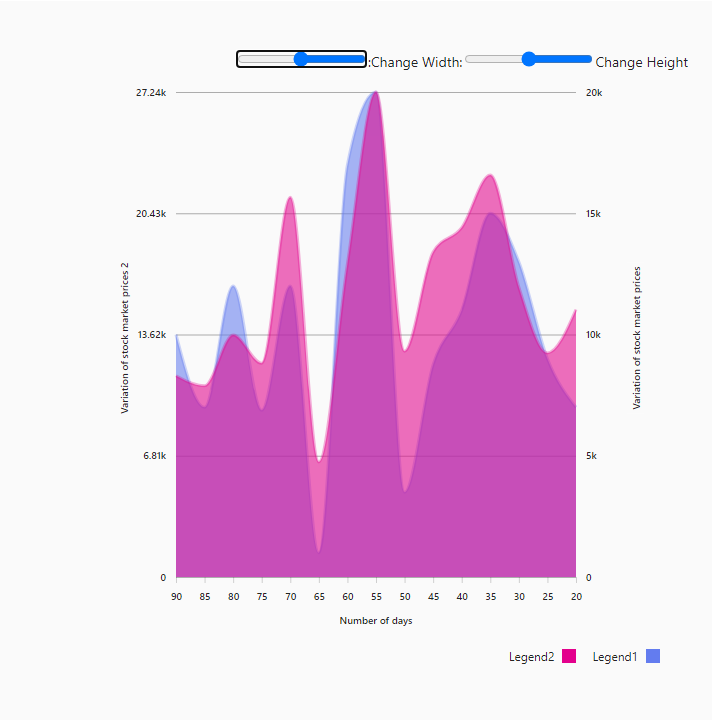 :Change Width: Change Height
27.24k
20.43k
13.62k
6.81k
0
Variation of stock market prices 2
20k
15k
10k
5k
0
Variation of stock market prices
90 85 80 75 70 65 60 55 50 45 40 35 30 25 20
Number of days
Legend2 Legend1